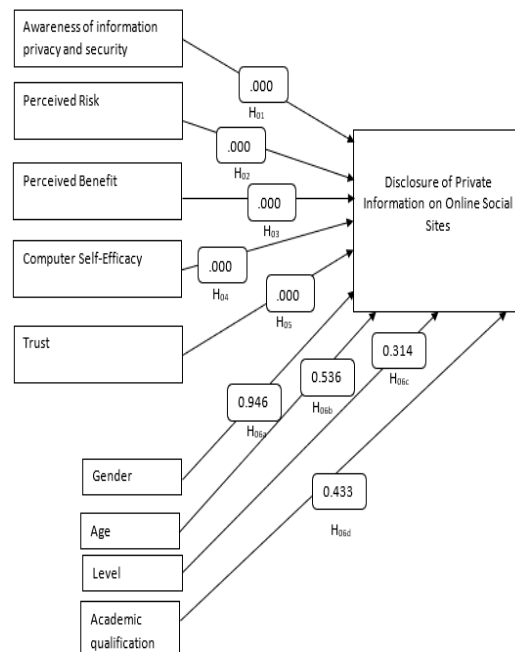 Awareness of information
privacy and security
.000
H01
Perceived Risk
.000
H02
Perceived Benefit
.000
H03
Computer Self-Efficacy
.000
H04
Trust
.000
H05
Disclosure of Private
Information on Online Social
Sites
Gender
0.946
H06a
Age
0.536
H06b
Level
0.314
H06c
Academic
qualification
0.433
H06d